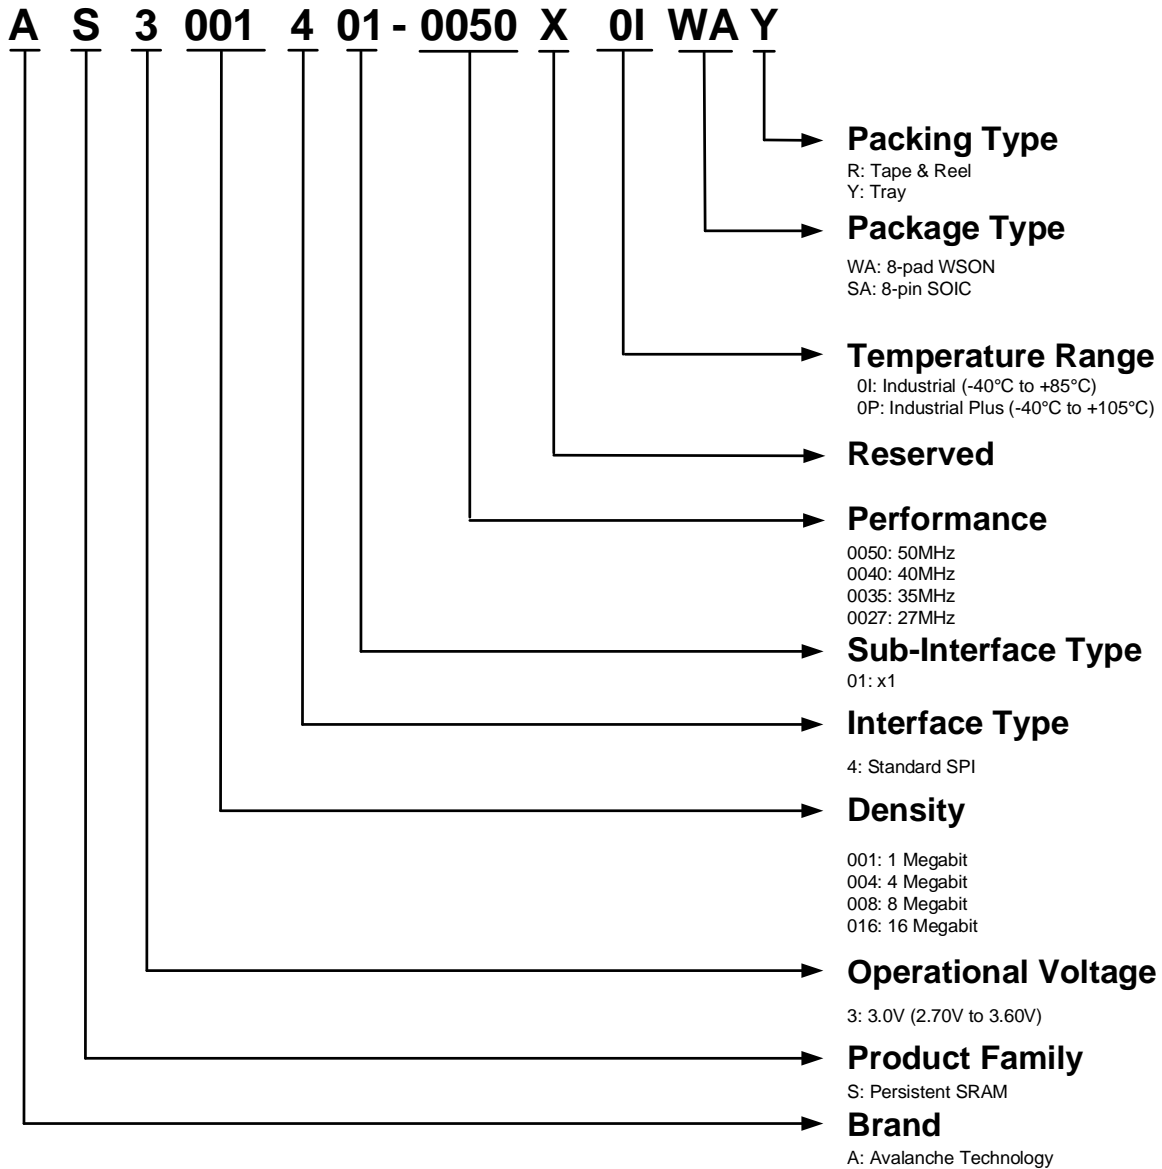 A S 3 001 4 01 - 0050 X 0I WA Y
Packing Type
R: Tape & Reel
Y: Tray
Package Type
WA: 8-pad WSON
SA: 8-pin SOIC
Temperature Range
0I: Industrial (-40°C to +85°C)
0P: Industrial Plus (-40°C to +105°C)
Reserved
Performance
0050: 50MHz
0040: 40MHz
0035: 35MHz
0027: 27MHz
Sub-Interface Type
01: x1
Interface Type
4: Standard SPI
Density
001: 1 Megabit
004: 4 Megabit
008: 8 Megabit
016: 16 Megabit
Operational Voltage
3: 3.0V (2.70V to 3.60V)
Product Family
S: Persistent SRAM
Brand
A: Avalanche Technology